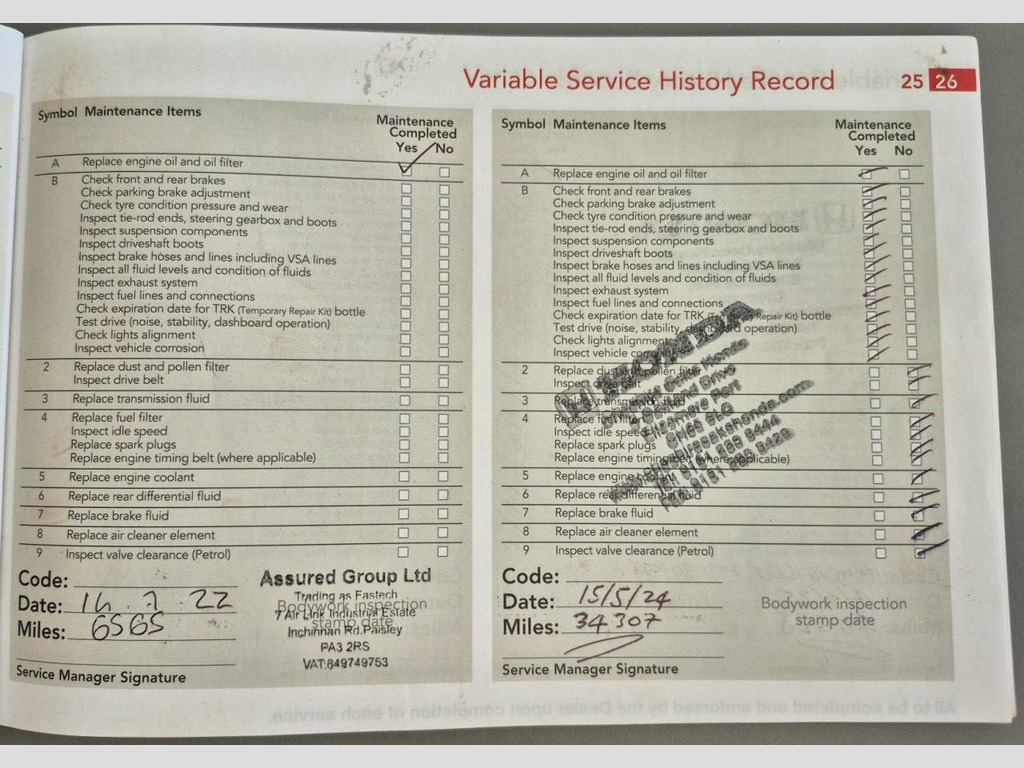 Variable Service History Record 25 26
Symbol Maintenance Items
Maintenance
Completed
Yes No
A Replace engine oil and oil filter
B Check front and rear brakes
Check parking brake adjustment
Check tyre condition pressure and wear
Inspect tie-rod ends, steering gearbox and boots
Inspect suspension components
Inspect driveshaft boots
Inspect brake hoses and lines including VSA lines
Inspect all fluid levels and condition of fluids
Inspect exhaust system
Inspect fuel lines and connections
Check expiration date for TRK (Temporary Repair Kit) bottle
Test drive (noise, stability, dashboard operation)
Check lights alignment
Inspect vehicle corrosion
2 Replace dust and pollen filter
Inspect drive belt
3 Replace transmission fluid
4 Replace fuel filter
Inspect idle speed
Replace spark plugs
Replace engine timing belt (where applicable)
5 Replace engine coolant
6 Replace rear differential fluid
7 Replace brake fluid
8 Replace air cleaner element
9 Inspect valve clearance (Petrol)
Code:
Date: 14.7.22
Miles: 6565
Service Manager Signature
Assured Group Ltd
Trading as Fastech
Bodywork inspection
7 Air Link Industrial Estate
stamp date
Inchinnan Rd.Paisley
PA3 2RS
VAT:849749753
Symbol Maintenance Items
Maintenance
Completed
Yes No
A Replace engine oil and oil filter
B Check front and rear brakes
Check parking brake adjustment
Check tyre condition pressure and wear
Inspect tie-rod ends, steering gearbox and boots
Inspect suspension components
Inspect driveshaft boots
Inspect brake hoses and lines including VSA lines
Inspect all fluid levels and condition of fluids
Inspect exhaust system
Inspect fuel lines and connections
Check expiration date for TRK (Temporary Repair Kit) bottle
Test drive (noise, stability, dashboard operation)
Check lights alignment
Inspect vehicle corrosion
2 Replace dust and pollen filter
Inspect drive belt
3 Replace transmission fluid
4 Replace fuel filter
Inspect idle speed
Replace spark plugs
Replace engine timing belt (where applicable)
5 Replace engine coolant
6 Replace rear differential fluid
7 Replace brake fluid
8 Replace air cleaner element
9 Inspect valve clearance (Petrol)
HONDA
Honda
Drive
Ellesmere Port
Code:
Date: 15/5/24
Miles: 34307
Service Manager Signature
Bodywork inspection
stamp date